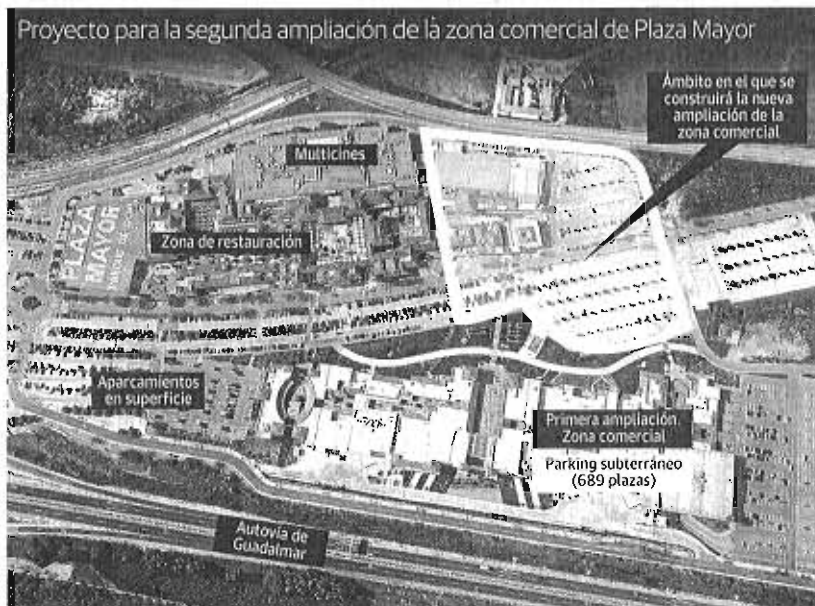 Proyecto para la segunda ampliación de la zona comercial de Plaza Mayor
Ámbito en el que se
construirá la nueva
ampliación de la
zona comercial
Multicines
PLAZA
MAYOR
Zona de restauración
Aparcamientos
en superficie
Primera ampliación.
Zona comercial
Parking subterráneo
(689 plazas)
Autovía de
Guadalmar